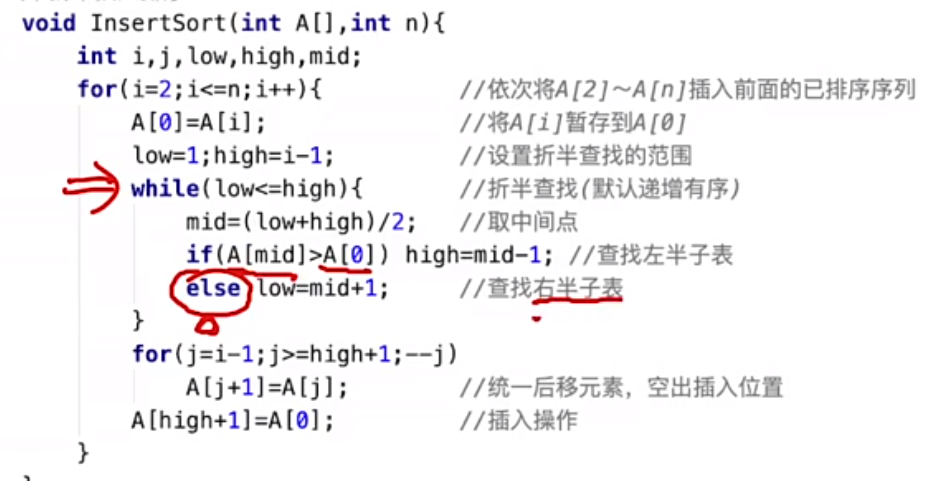 void InsertSort(int A[],int n){
    int i,j,low,high,mid;
    for(i=2;i<=n;i++){                //依次将A[2]～A[n]插入前面的已排序序列
        A[0]=A[i];                    //将A[i]暂存到A[0]
        low=1;high=i-1;               //设置折半查找的范围
        while(low<=high){             //折半查找(默认递增有序)
            mid=(low+high)/2;         //取中间点
            if(A[mid]>A[0]) high=mid-1; //查找左半子表
            else low=mid+1;           //查找右半子表
        }
        for(j=i-1;j>=high+1;--j)
            A[j+1]=A[j];              //统一后移元素，空出插入位置
        A[high+1]=A[0];               //插入操作
    }